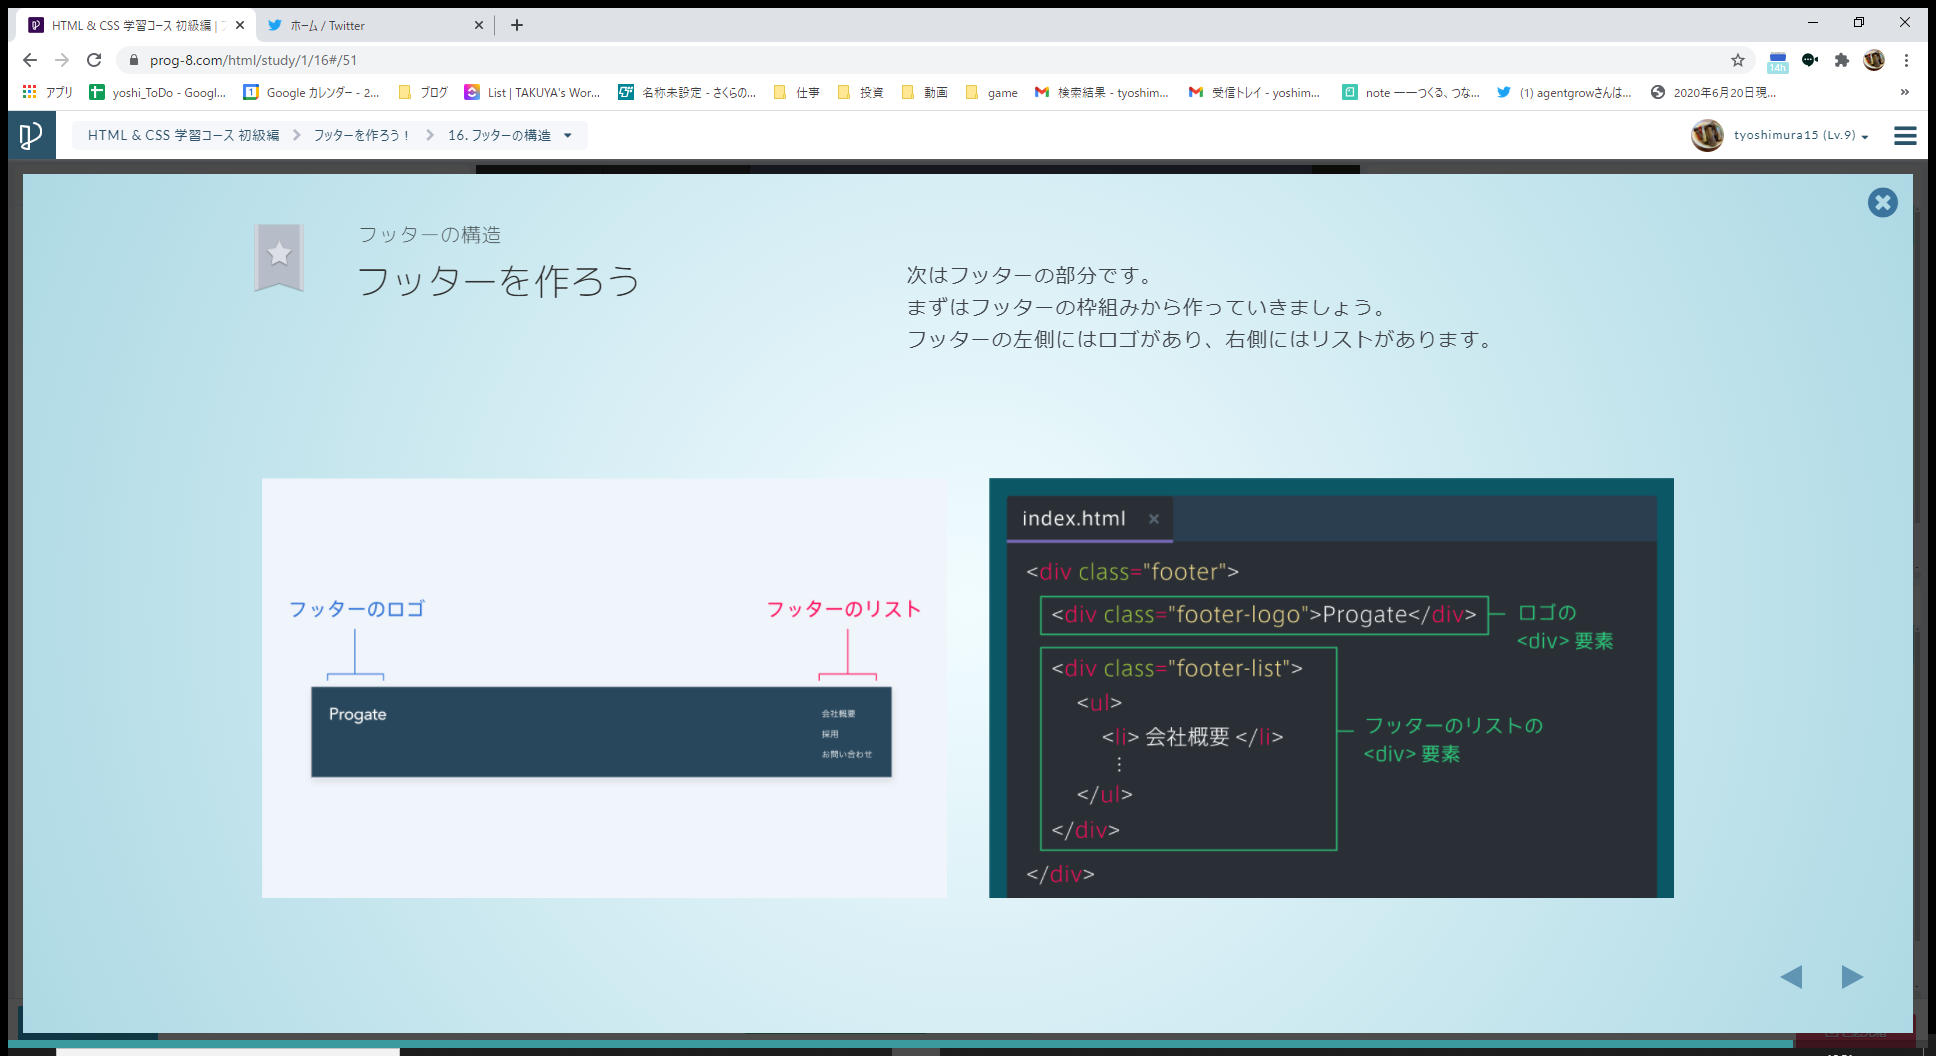 HTML & CSS 学習コース 初級編 |
ホーム / Twitter
prog-8.com/html/study/1/16#/51
14h
アプリ
yoshi_ToDo - Googl...
Google カレンダー - 2...
ブログ
List | TAKUYA's Wor...
名称未設定 - さくらの...
仕事
投資
動画
game
検索結果 - tyoshim...
受信トレイ - yoshim...
note ――つくる、つな...
(1) agentgrowさんは...
2020年6月20日現...
HTML & CSS 学習コース 初級編
フッターを作ろう！
16. フッターの構造
tyoshimura15 (Lv.9)
フッターの構造
フッターを作ろう
次はフッターの部分です。
まずはフッターの枠組みから作っていきましょう。
フッターの左側にはロゴがあり、右側にはリストがあります。
フッターのロゴ
フッターのリスト
Progate
会社概要
採用
お問い合わせ
index.html ×
<div class="footer">
<div class="footer-logo">Progate</div>
ロゴの
<div> 要素
<div class="footer-list">
<ul>
<li> 会社概要 </li>
⋮
</ul>
</div>
フッターのリストの
<div> 要素
</div>